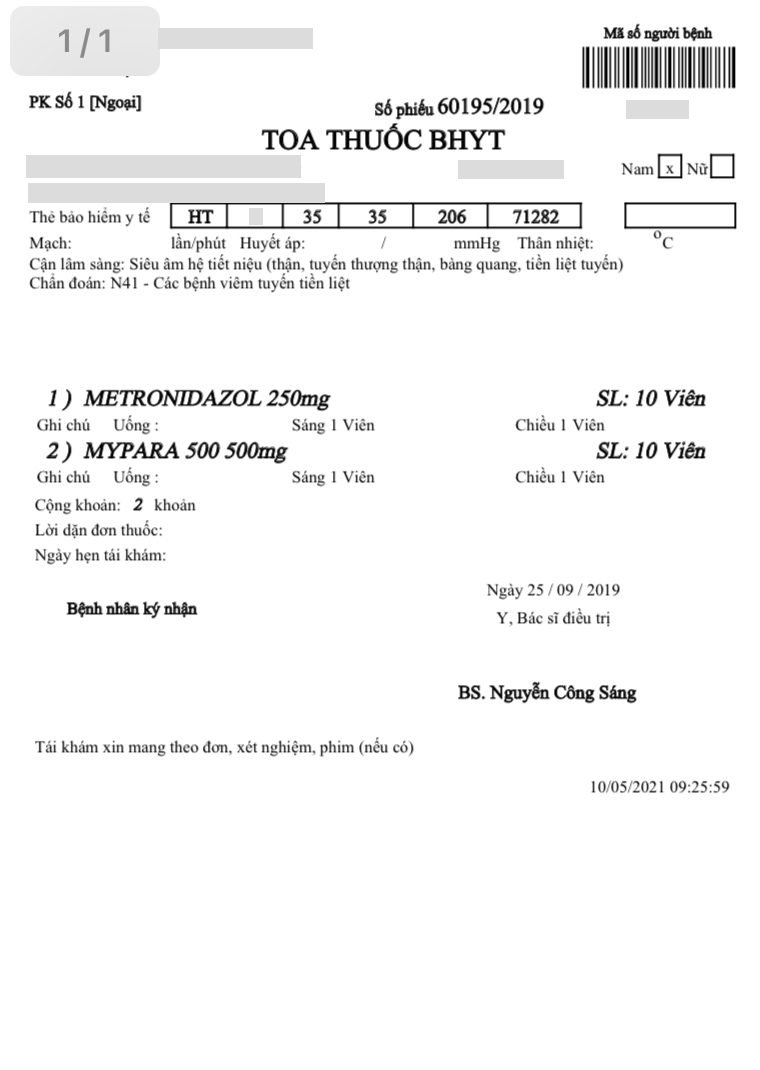 1/1
Mã số người bệnh
PK Số 1 [Ngoại]
Số phiếu 60195/2019
TOA THUỐC BHYT
Nam x Nữ
Thẻ bảo hiểm y tế HT 35 35 206 71282
Mạch: lần/phút Huyết áp: / mmHg Thân nhiệt: °C
Cận lâm sàng: Siêu âm hệ tiết niệu (thận, tuyến thượng thận, bàng quang, tiền liệt tuyến)
Chẩn đoán: N41 - Các bệnh viêm tuyến tiền liệt
1 ) METRONIDAZOL 250mg SL: 10 Viên
Ghi chú Uống : Sáng 1 Viên Chiều 1 Viên
2 ) MYPARA 500 500mg SL: 10 Viên
Ghi chú Uống : Sáng 1 Viên Chiều 1 Viên
Cộng khoản: 2 khoản
Lời dặn đơn thuốc:
Ngày hẹn tái khám:
Ngày 25 / 09 / 2019
Bệnh nhân ký nhận
Y, Bác sĩ điều trị
BS. Nguyễn Công Sáng
Tái khám xin mang theo đơn, xét nghiệm, phim (nếu có)
10/05/2021 09:25:59